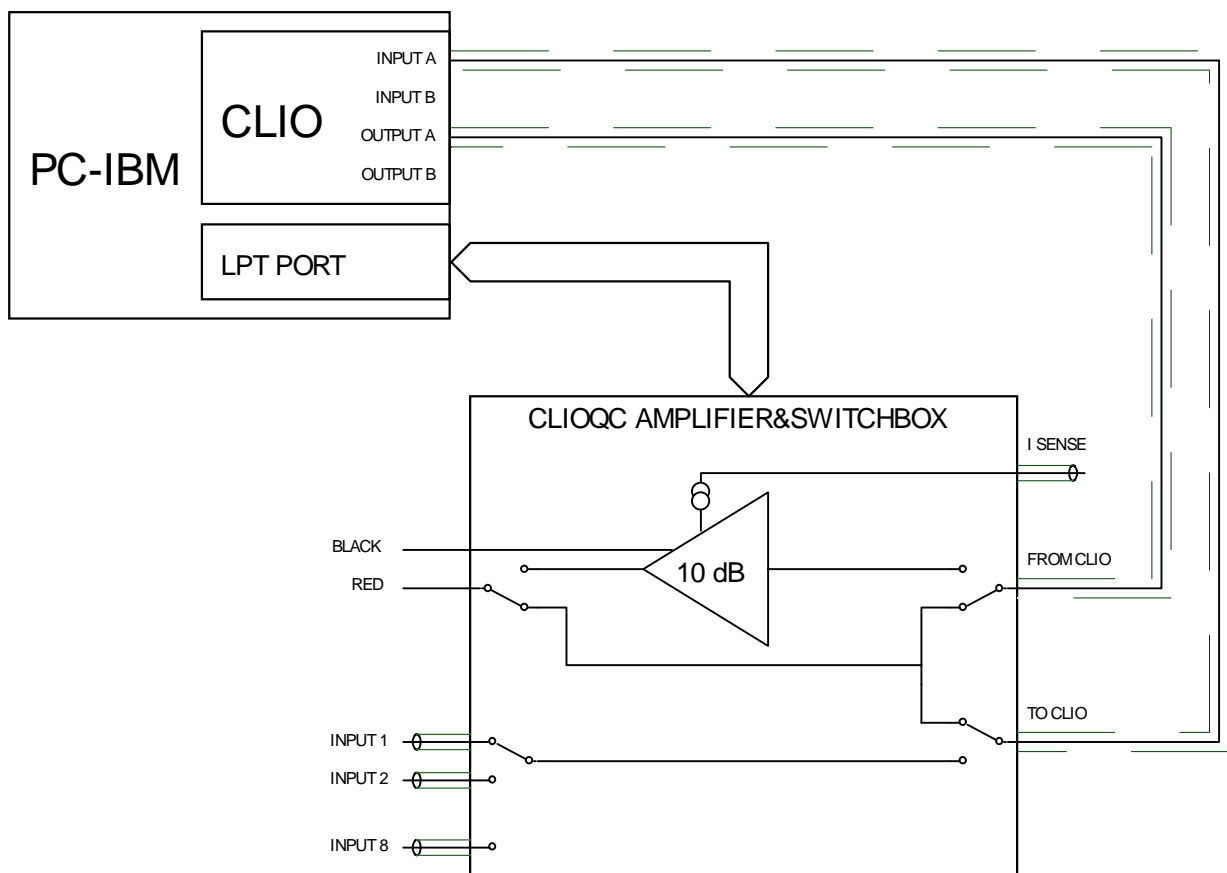 INPUT A
INPUT B
CLIO
OUTPUT A
OUTPUT B
PC-IBM
LPT PORT
CLIOQC AMPLIFIER&SWITCHBOX
I SENSE
BLACK
RED
10 dB
FROM CLIO
TO CLIO
INPUT 1
INPUT 2
INPUT 8